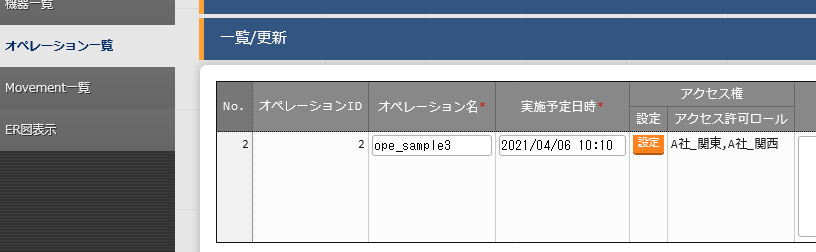 機器一覧
オペレーション一覧
Movement一覧
ER図表示
一覧/更新
No. オペレーションID オペレーション名* 実施予定日時* アクセス権
設定 アクセス許可ロール
2 2 ope_sample3 2021/04/06 10:10 設定 A社_関東,A社_関西